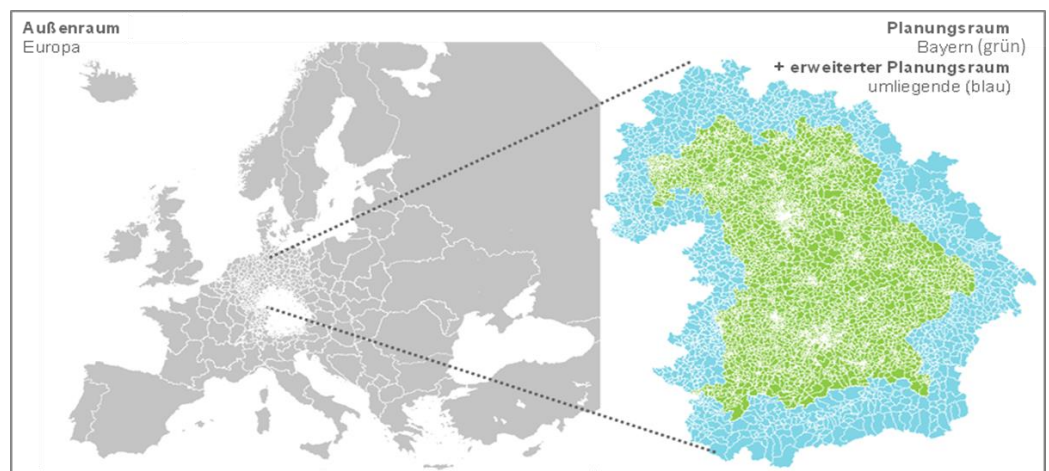 Außenraum
Europa
Planungsraum
Bayern (grün)
+ erweiterter Planungsraum
umliegende (blau)